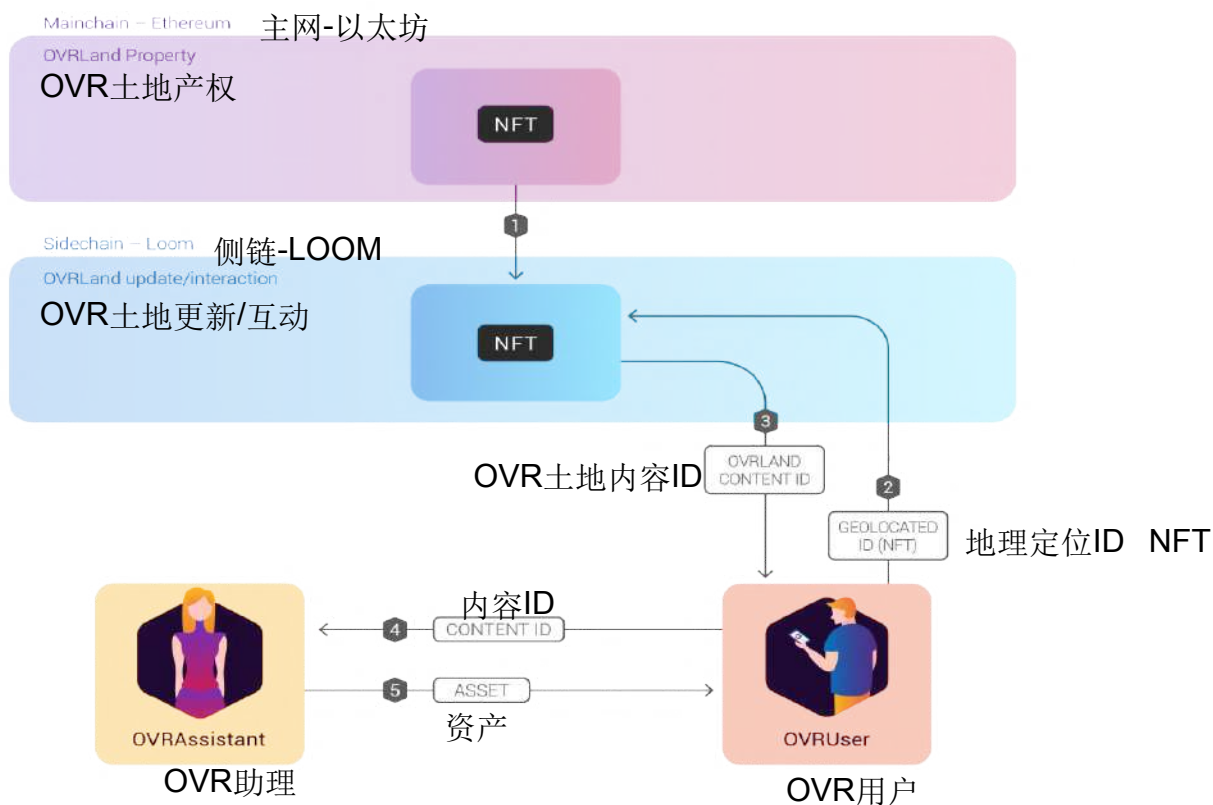 Mainchain – Ethereum 主网-以太坊
OVRLand Property
OVR土地产权
NFT
1
Sidechain – Loom 侧链-LOOM
OVRLand update/interaction
OVR土地更新/互动
NFT
3
OVR土地内容ID
OVRLAND
CONTENT ID
2
GEOLOCATED
ID (NFT)
地理定位ID NFT
内容ID
4 CONTENT ID
5 ASSET
资产
OVRAssistant
OVR助理
OVRUser
OVR用户